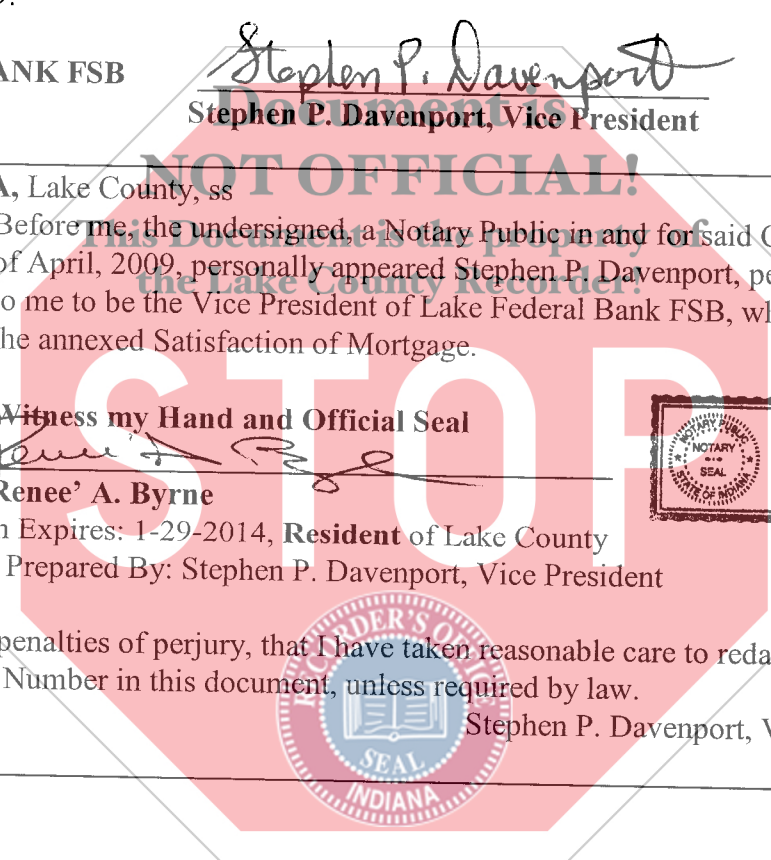 ANK FSB
Stephen P. Davenport
Stephen P. Davenport, Vice President
Document is
NOT OFFICIAL!
This Document is the property of
the Lake County Recorder!
A, Lake County, ss
Before me, the undersigned, a Notary Public in and for said C
of April, 2009, personally appeared Stephen P. Davenport, pe
o me to be the Vice President of Lake Federal Bank FSB, wh
he annexed Satisfaction of Mortgage.
STOP
Witness my Hand and Official Seal
Renee' A. Byrne
NOTARY PUBLIC
NOTARY
SEAL
STATE OF INDIANA
Renee' A. Byrne
n Expires: 1-29-2014, Resident of Lake County
Prepared By: Stephen P. Davenport, Vice President
penalties of perjury, that I have taken reasonable care to reda
Number in this document, unless required by law.
Stephen P. Davenport, V
RECORDER'S OFFICE
SEAL
INDIANA